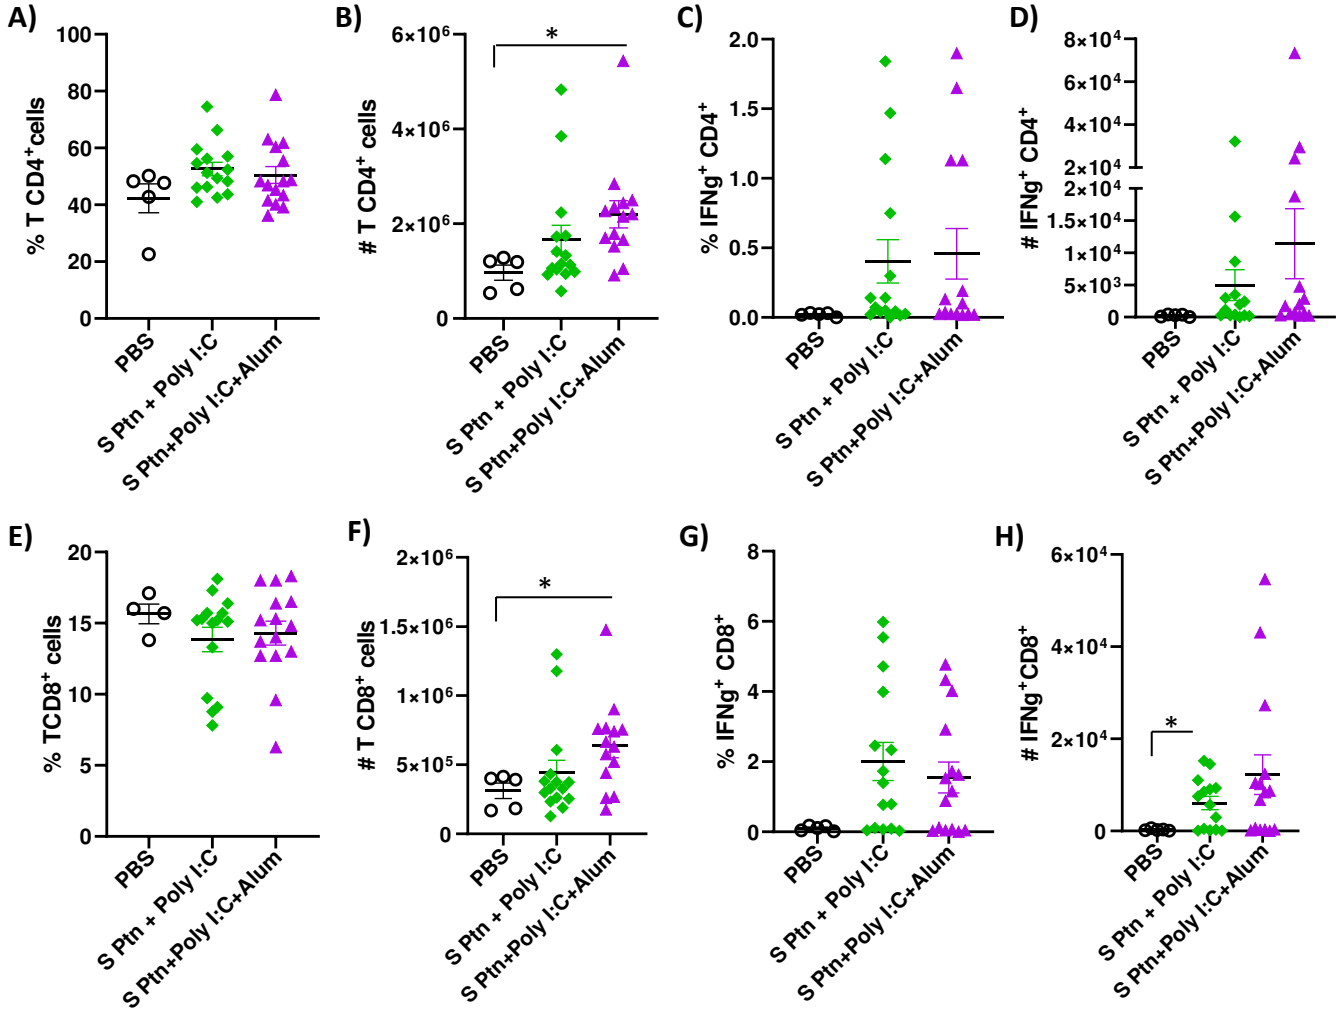 A)
% T CD4⁺cells
100
80
60
40
20
0
PBS
S Ptn + Poly I:C
S Ptn+Poly I:C+Alum
B)
# T CD4⁺ cells
6×10⁶
4×10⁶
2×10⁶
0
*
PBS
S Ptn + Poly I:C
S Ptn+Poly I:C+Alum
C)
% IFNg⁺ CD4⁺
2.0
1.5
1.0
0.5
0.0
PBS
S Ptn + Poly I:C
S Ptn+Poly I:C+Alum
D)
# IFNg⁺ CD4⁺
8×10⁴
6×10⁴
4×10⁴
2×10⁴
2×10⁴
1×10⁴
5×10³
0
PBS
S Ptn + Poly I:C
S Ptn+Poly I:C+Alum
E)
% TCD8⁺ cells
20
15
10
5
0
PBS
S Ptn + Poly I:C
S Ptn+Poly I:C+Alum
F)
# T CD8⁺ cells
2×10⁶
1.5×10⁶
1×10⁶
5×10⁵
0
*
PBS
S Ptn + Poly I:C
S Ptn+Poly I:C+Alum
G)
% IFNg⁺ CD8⁺
8
6
4
2
0
PBS
S Ptn + Poly I:C
S Ptn+Poly I:C+Alum
H)
# IFNg⁺CD8⁺
6×10⁴
4×10⁴
2×10⁴
0
*
PBS
S Ptn + Poly I:C
S Ptn+Poly I:C+Alum